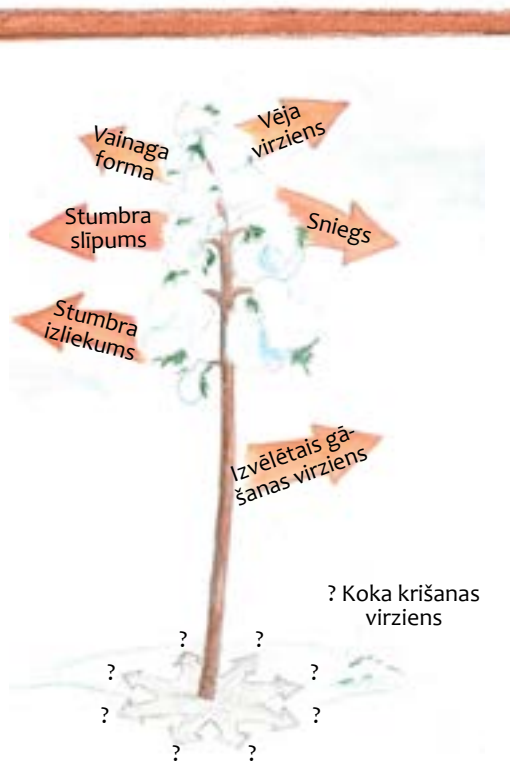 Vēja
virziens
Vainaga
forma
Stumbra
slīpums
Sniegs
Stumbra
izliekums
Izvēlētais gā-
šanas virziens
? Koka krišanas
virziens
? ?
? ?
? ?
? ?